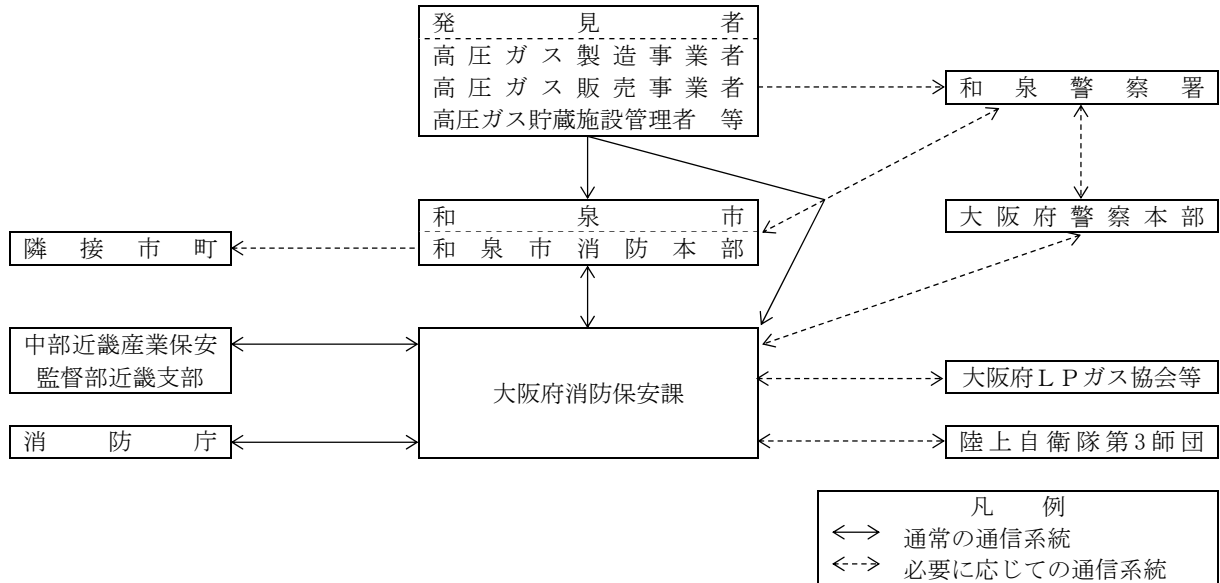 発見者
高圧ガス製造事業者
高圧ガス販売事業者
高圧ガス貯蔵施設管理者 等
和泉警察署
和泉市
和泉市消防本部
大阪府警察本部
隣接市町
中部近畿産業保安
監督部近畿支部
大阪府消防保安課
大阪府LPガス協会等
消防庁
陸上自衛隊第3師団
凡例
通常の通信系統
必要に応じての通信系統